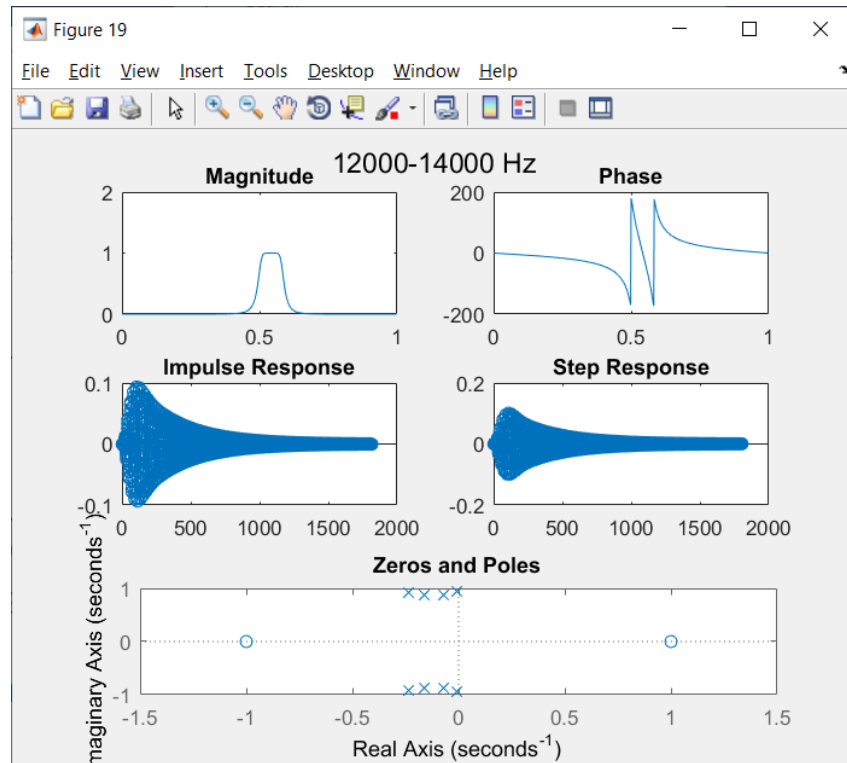 Figure 19
File Edit View Insert Tools Desktop Window Help
12000-14000 Hz
Magnitude
2
1
0
0 0.5 1
Phase
200
0
-200
0 0.5 1
Impulse Response
0.1
0
-0.1
0 500 1000 1500 2000
Step Response
0.2
0
-0.2
0 500 1000 1500 2000
Zeros and Poles
maginary Axis (seconds⁻¹)
1
0
-1
-1.5 -1 -0.5 0 0.5 1 1.5
Real Axis (seconds⁻¹)